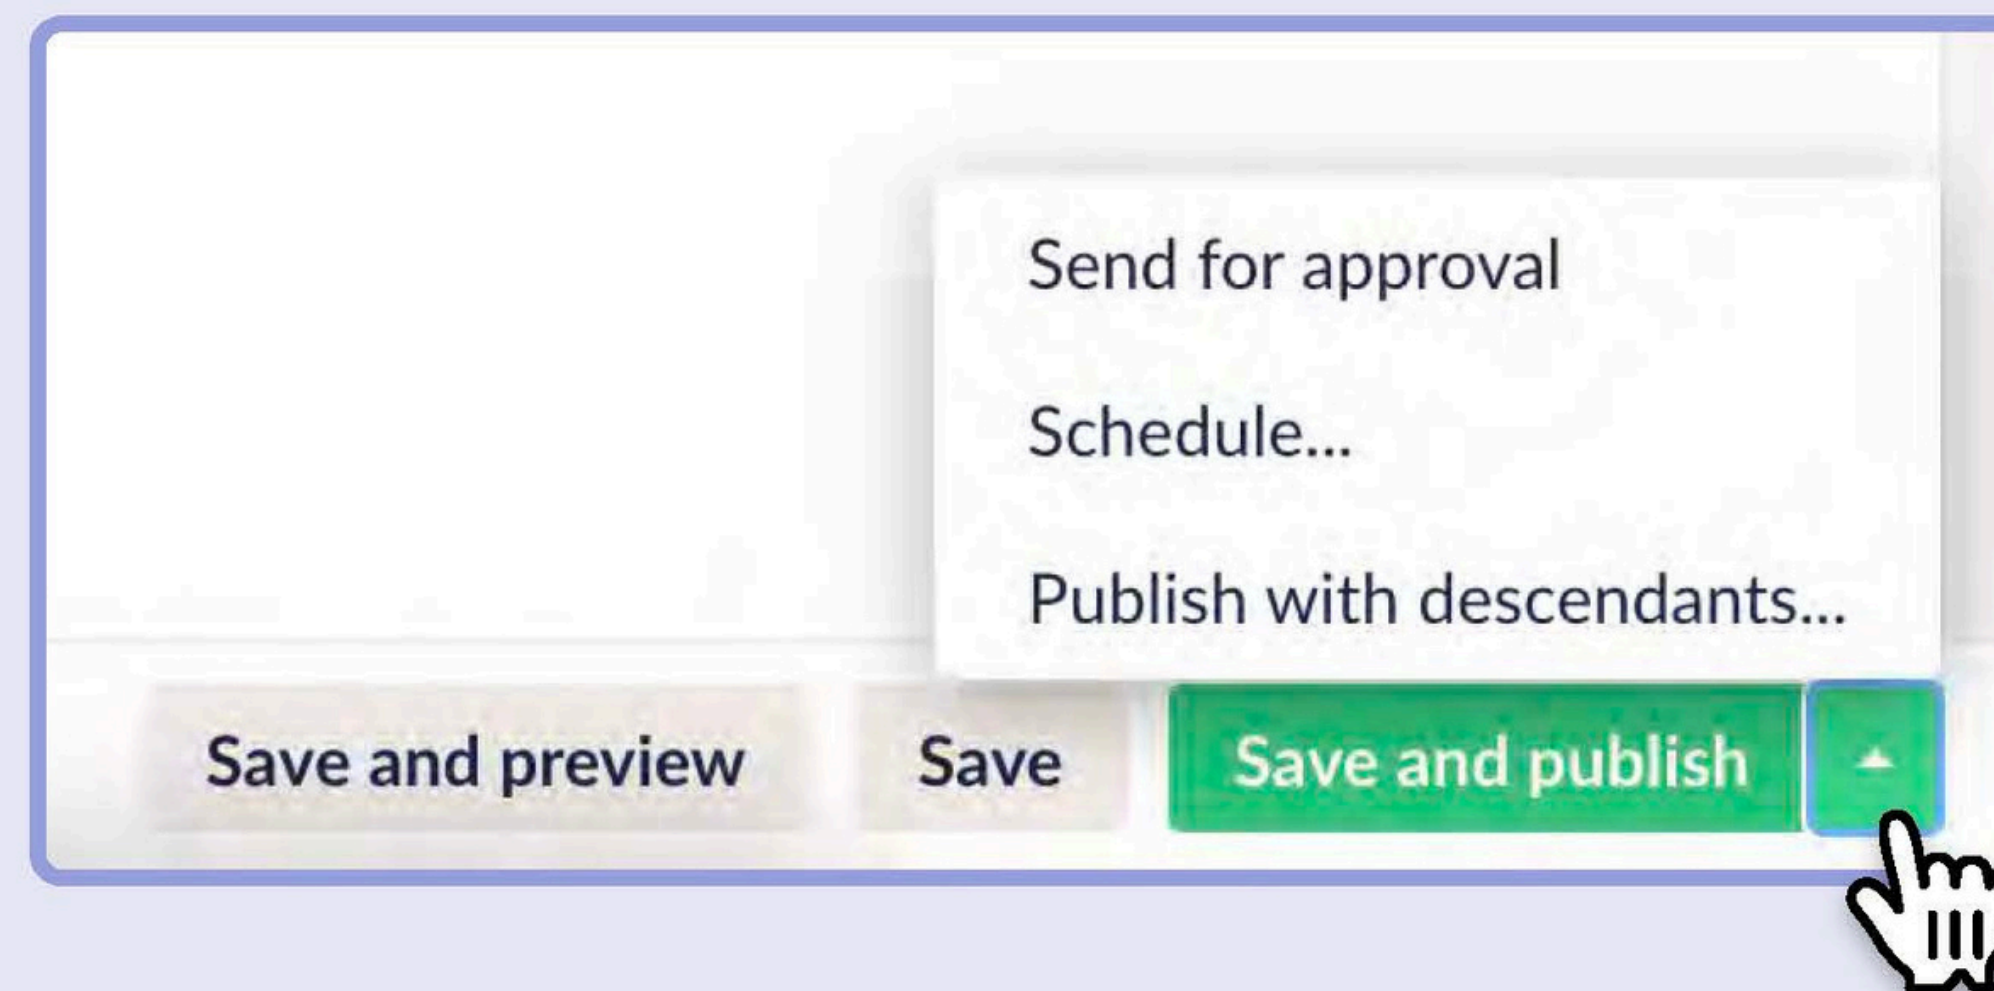 Send for approval
Schedule...
Publish with descendants...
Save and preview Save Save and publish